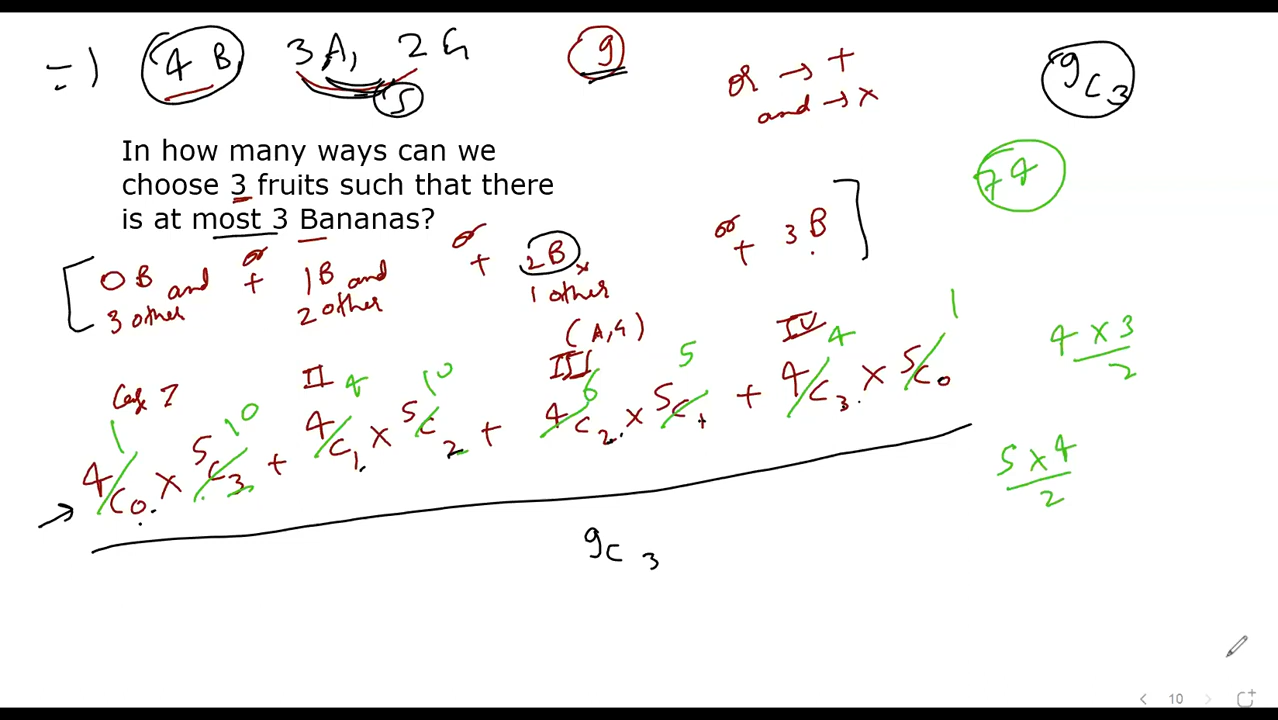 =) 4 B 3 A, 2 G 9
5
or → +
and → x
9C3
In how many ways can we
choose 3 fruits such that there
is at most 3 Bananas?
74
0 B and or + 1 B and or + 2 B x or + 3 B
3 other 2 other 1 other
(A, G)
Case I II III IV
1 10 4 10 6 5 4 1
4C0 x 5C3 + 4C1 x 5C2 + 4C2 x 5C1 + 4C3 x 5C0
4 x 3
2
5 x 4
2
9C3
10